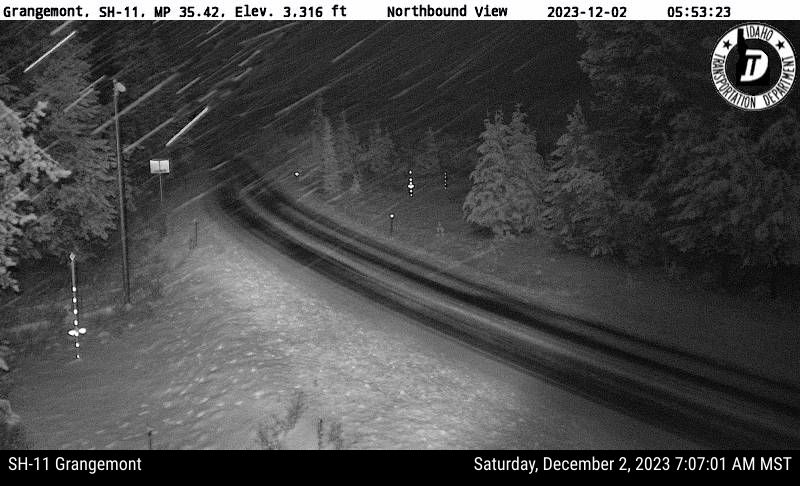 Grangemont, SH-11, MP 35.42, Elev. 3,316 ft Northbound View 2023-12-02 05:53:23
IDAHO
TRANSPORTATION DEPARTMENT
SH-11 Grangemont
Saturday, December 2, 2023 7:07:01 AM MST